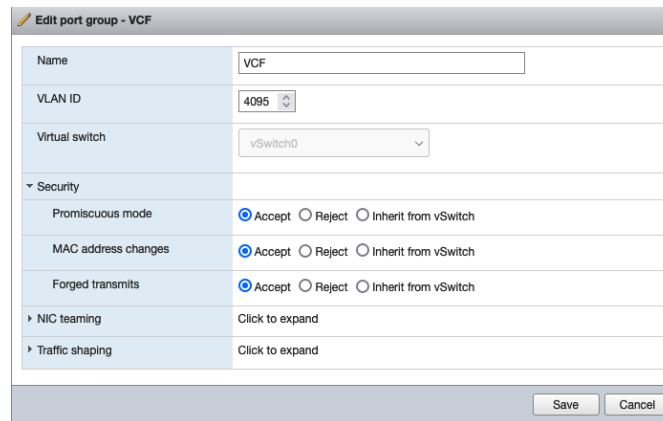 Edit port group - VCF
Name VCF
VLAN ID 4095
Virtual switch vSwitch0
Security
Promiscuous mode Accept Reject Inherit from vSwitch
MAC address changes Accept Reject Inherit from vSwitch
Forged transmits Accept Reject Inherit from vSwitch
NIC teaming Click to expand
Traffic shaping Click to expand
Save Cancel